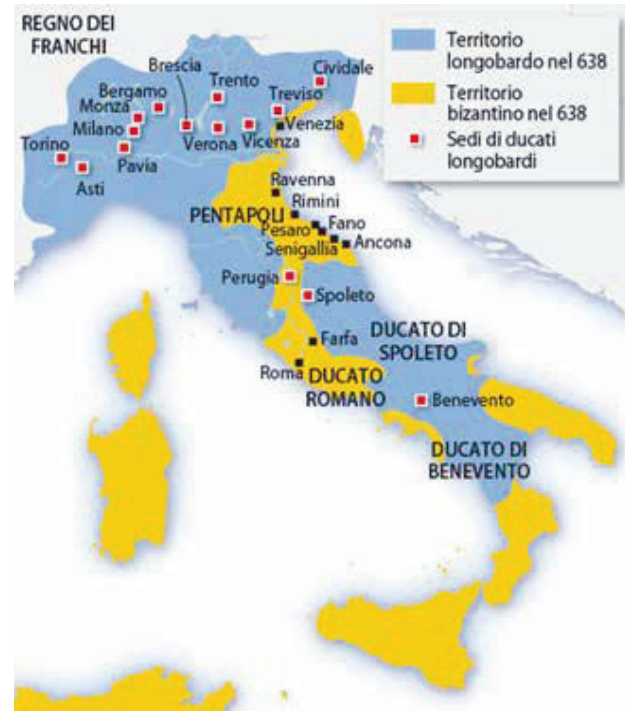 REGNO DEI
FRANCHI
Territorio
longobardo nel 638
Territorio
bizantino nel 638
Sedi di ducati
longobardi
Brescia
Cividale
Trento
Bergamo
Treviso
Monza
Milano
Venezia
Torino
Verona
Vicenza
Pavia
Asti
Ravenna
Rimini
PENTAPOLI
Fano
Pesaro
Senigallia
Ancona
Perugia
Spoleto
DUCATO DI
SPOLETO
Farfa
Roma
DUCATO
ROMANO
Benevento
DUCATO DI
BENEVENTO